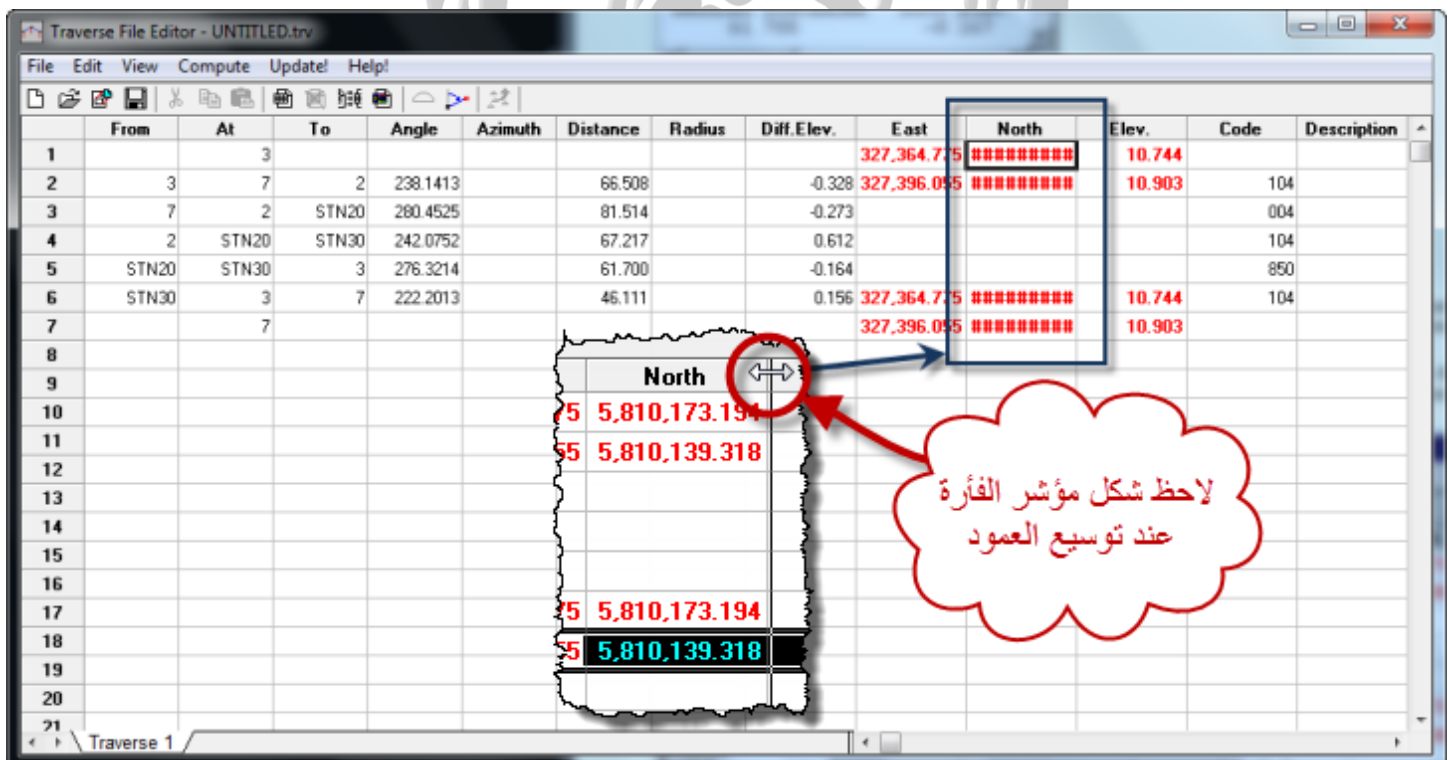 Traverse File Editor - UNTITLED.trv
File Edit View Compute Update! Help!
From At To Angle Azimuth Distance Radius Diff.Elev. East North Elev. Code Description
1 3 327,364.775 ######### 10.744
2 3 7 2 238.1413 66.508 -0.328 327,396.055 ######### 10.903 104
3 7 2 STN20 280.4525 81.514 -0.273 004
4 2 STN20 STN30 242.0752 67.217 0.612 104
5 STN20 STN30 3 276.3214 61.700 -0.164 850
6 STN30 3 7 222.2013 46.111 0.156 327,364.775 ######### 10.744 104
7 7 327,396.055 ######### 10.903
8
9
10
11
12
13
14
15
16
17
18
19
20
21
North
75 5,810,173.194
55 5,810,139.318
75 5,810,173.194
55 5,810,139.318
لاحظ شكل مؤشر الفأرة
عند توسيع العمود
Traverse 1